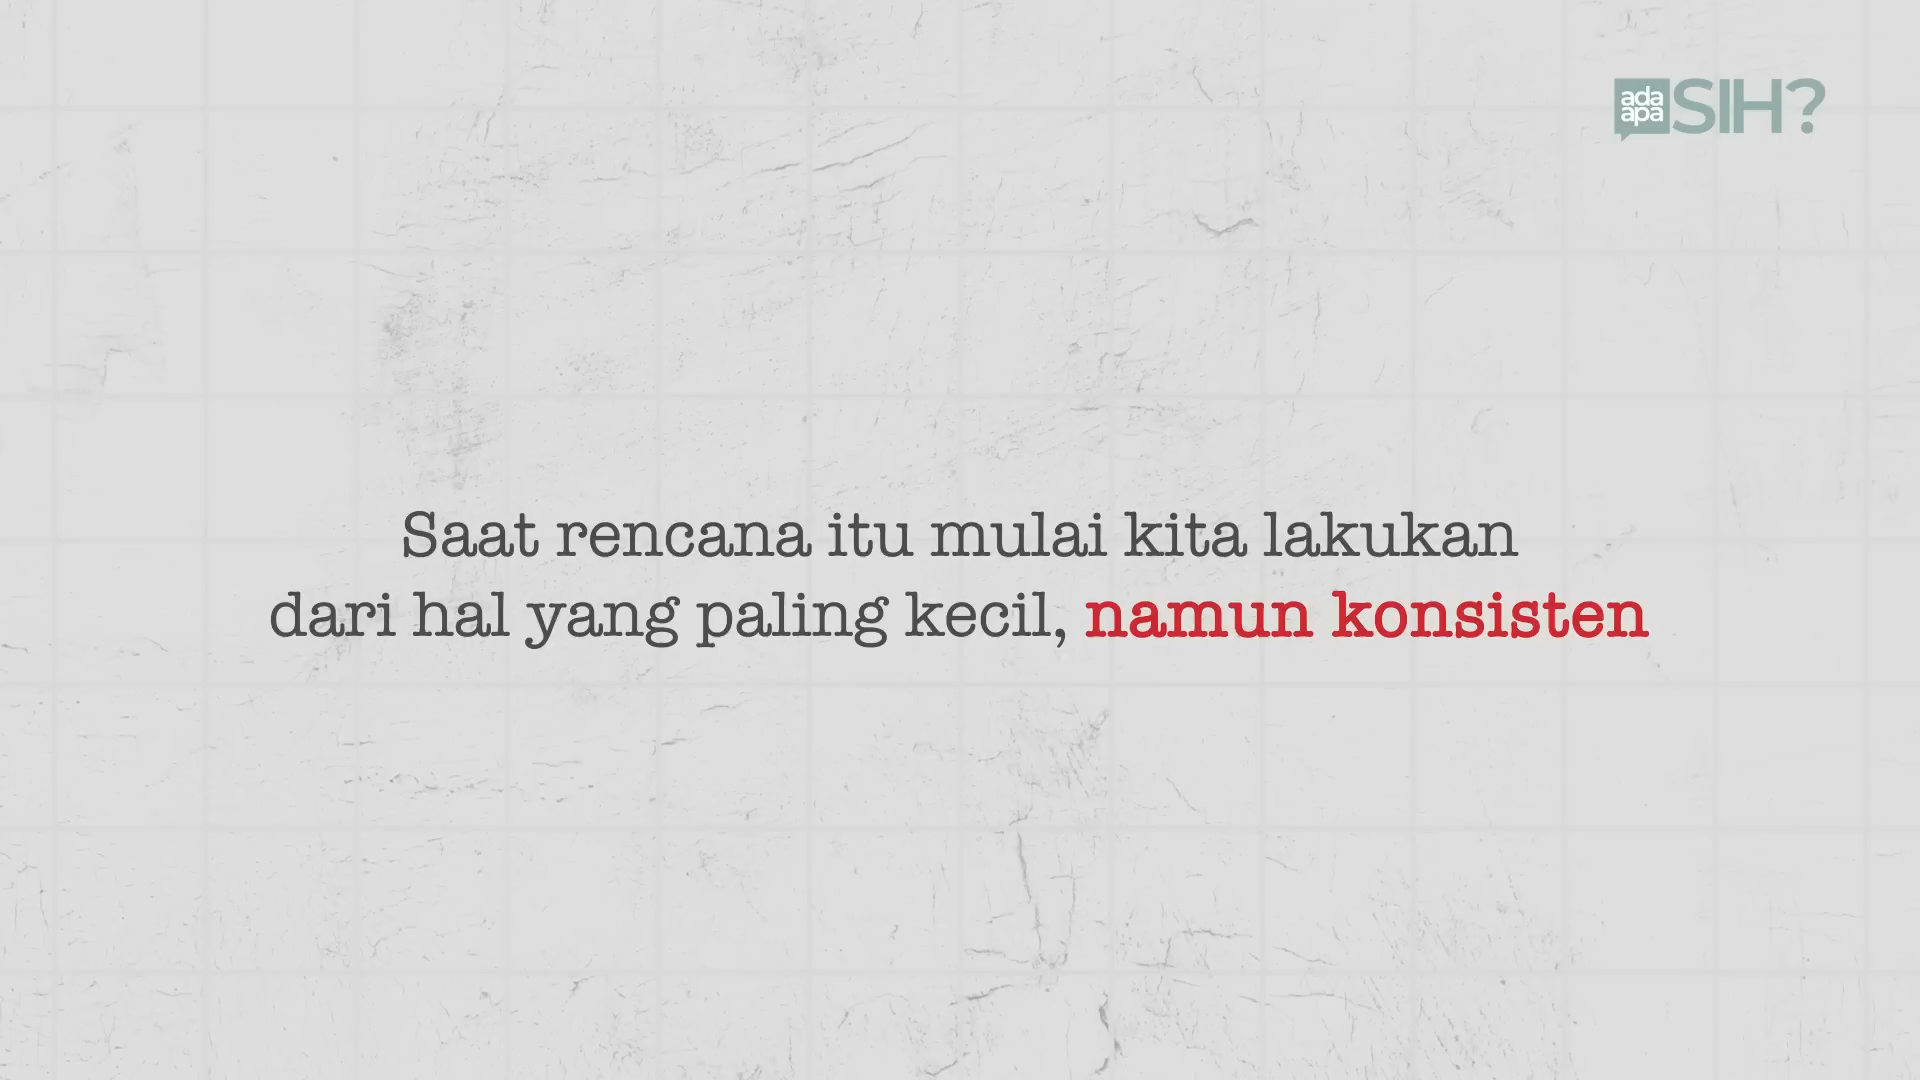 ada
apa
SIH?
Saat rencana itu mulai kita lakukan
dari hal yang paling kecil, namun konsisten